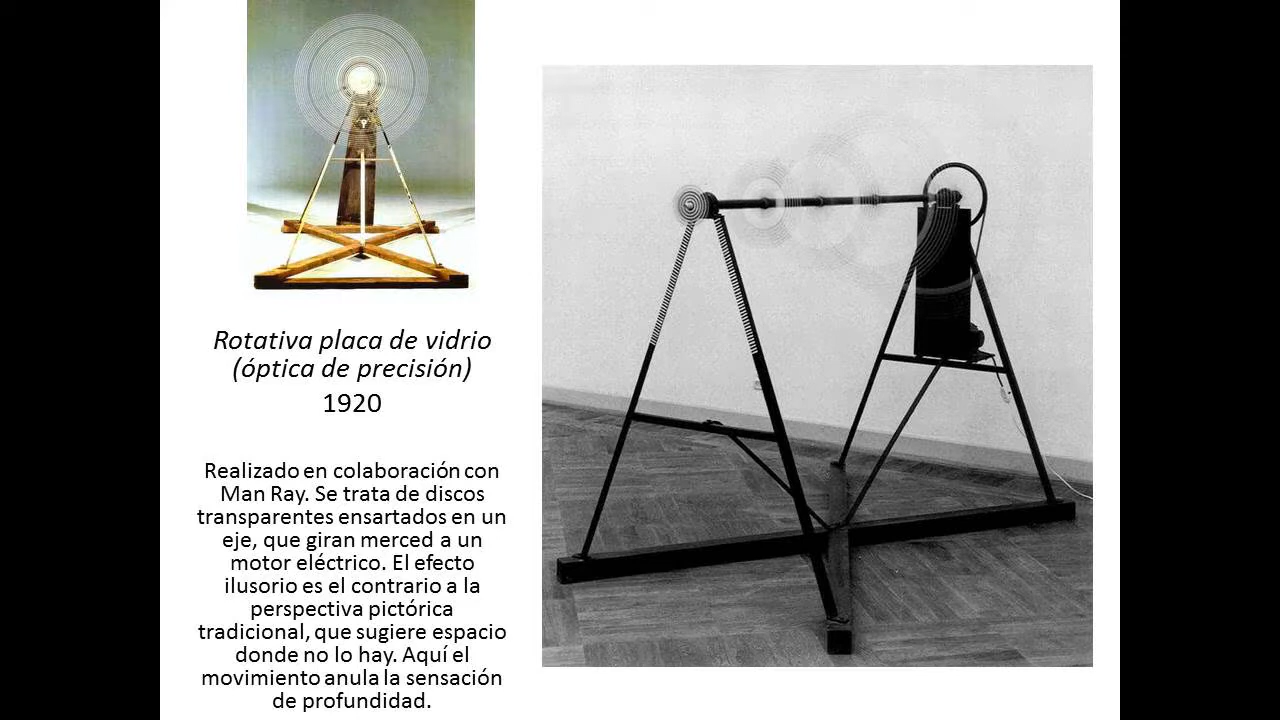 Rotativa placa de vidrio
(óptica de precisión)
1920
Realizado en colaboración con
Man Ray. Se trata de discos
transparentes ensartados en un
eje, que giran merced a un
motor eléctrico. El efecto
ilusorio es el contrario a la
perspectiva pictórica
tradicional, que sugiere espacio
donde no lo hay. Aquí el
movimiento anula la sensación
de profundidad.